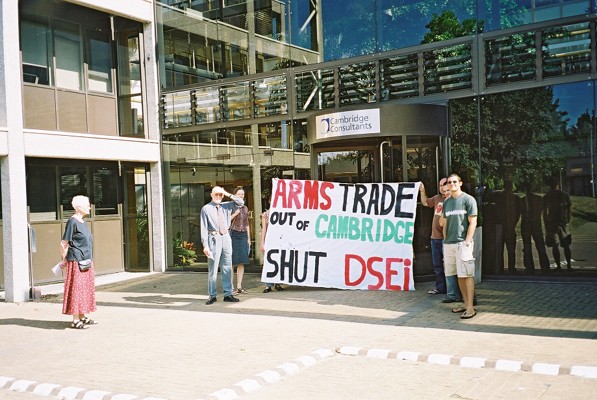 Cambridge
Consultants
ARMS TRADE
OUT OF CAMBRIDGE
SHUT DSEi